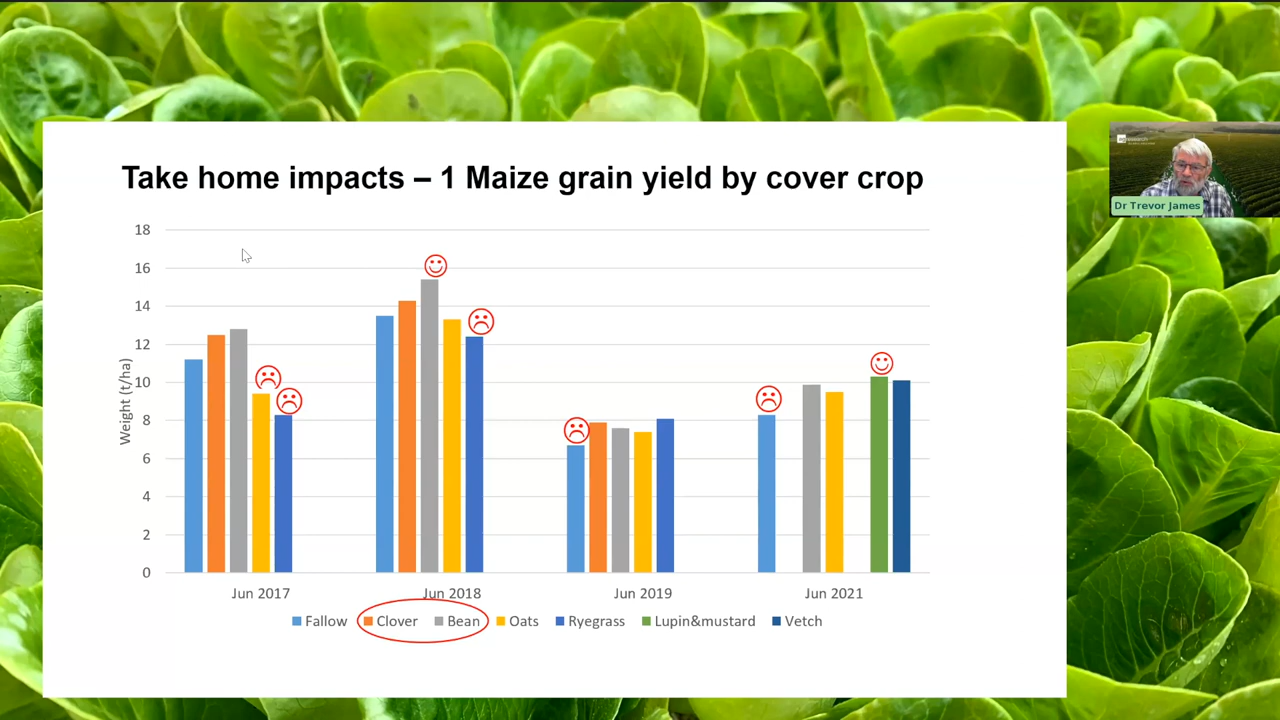 Take home impacts – 1 Maize grain yield by cover crop
Dr Trevor James
Weight (t/ha)
18
16
14
12
10
8
6
4
2
0
Jun 2017 Jun 2018 Jun 2019 Jun 2021
Fallow Clover Bean Oats Ryegrass Lupin&mustard Vetch